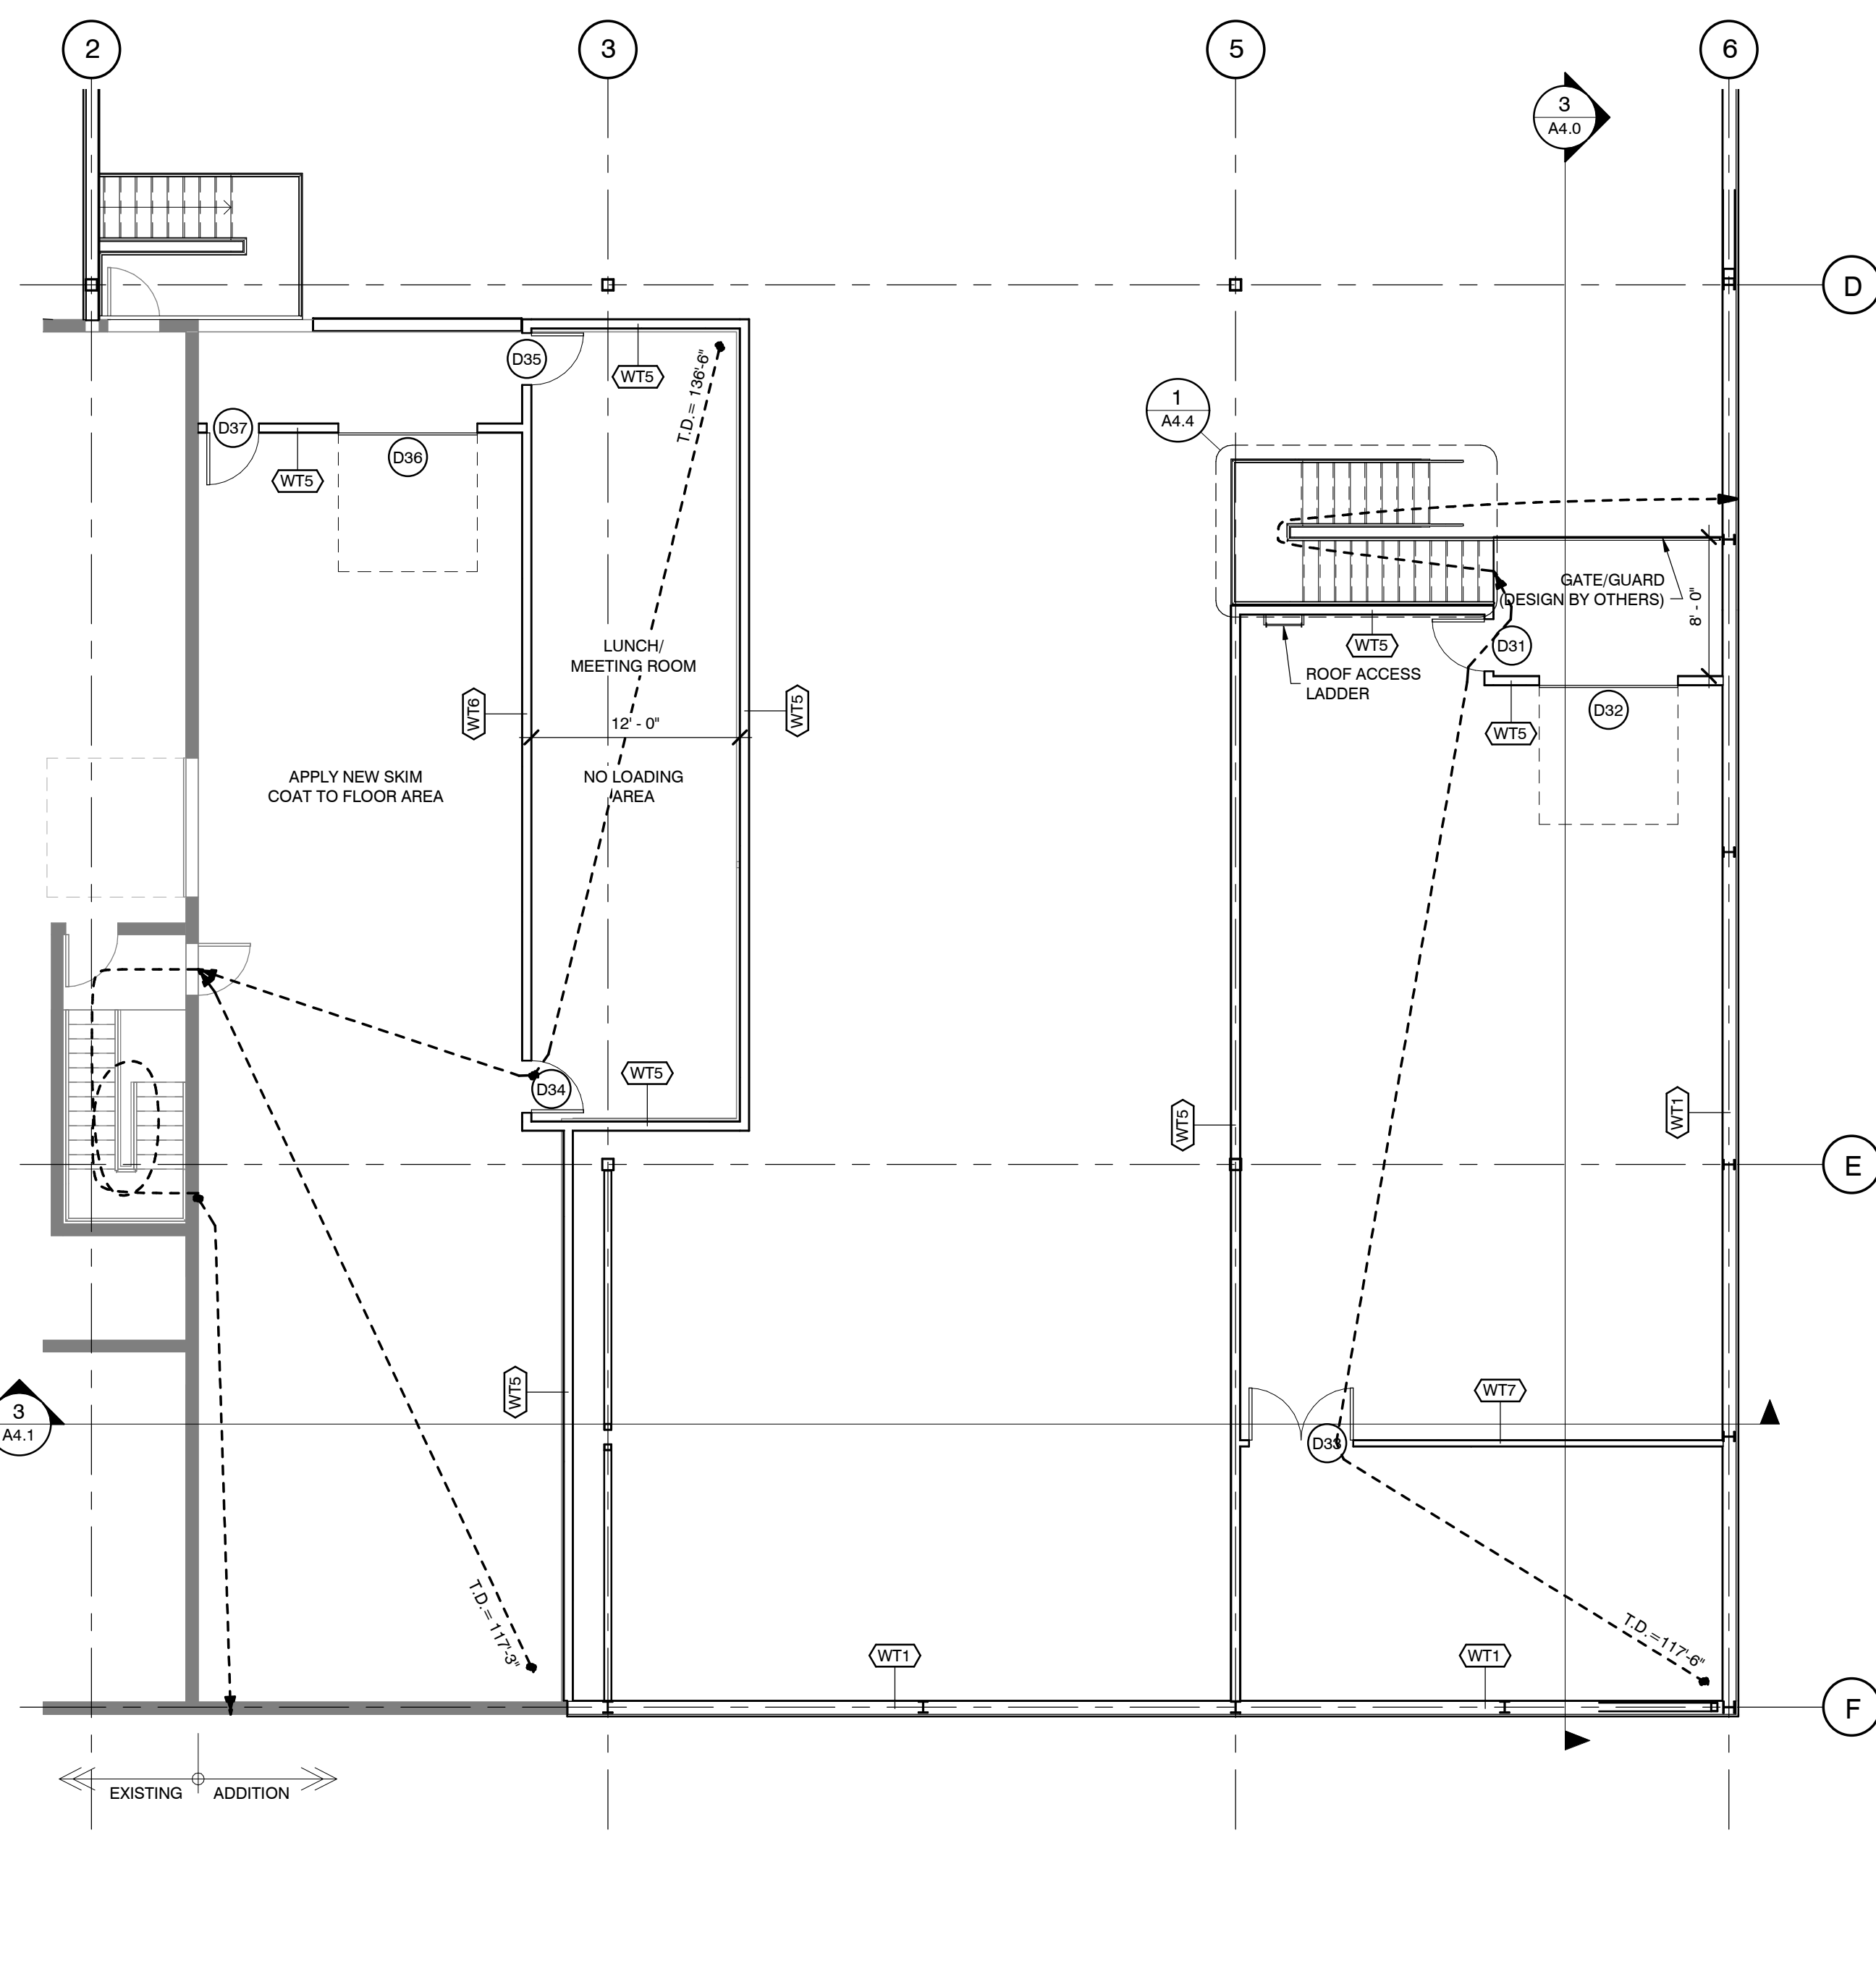 2
3
5
6
3
A4.0
D
D35
WT5
T.D.= 136'-6"
D37
D36
WT5
1
A4.4
GATE/GUARD
(DESIGN BY OTHERS)
8' - 0"
LUNCH/
MEETING ROOM
WT5
D31
ROOF ACCESS
LADDER
WT6
12' - 0"
WT5
D32
WT5
APPLY NEW SKIM
COAT TO FLOOR AREA
NO LOADING
AREA
D34
WT5
WT5
WT1
E
3
A4.1
WT5
WT7
D33
T.D.= 117'-3"
T.D.=117'-6"
WT1
WT1
F
EXISTING
ADDITION